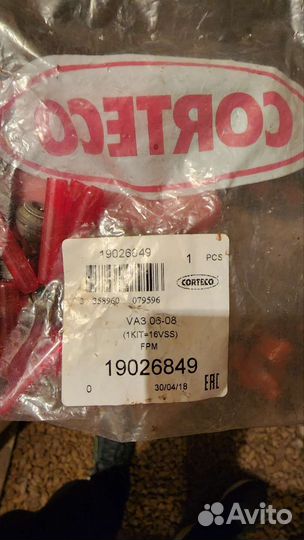 CORTECO
19026849
1 PCS
3 358960 079596
CORTECO
VAЗ 06-08
(1KIT=16VSS)
FPM
19026849
0 30/04/18 EAC
Avito